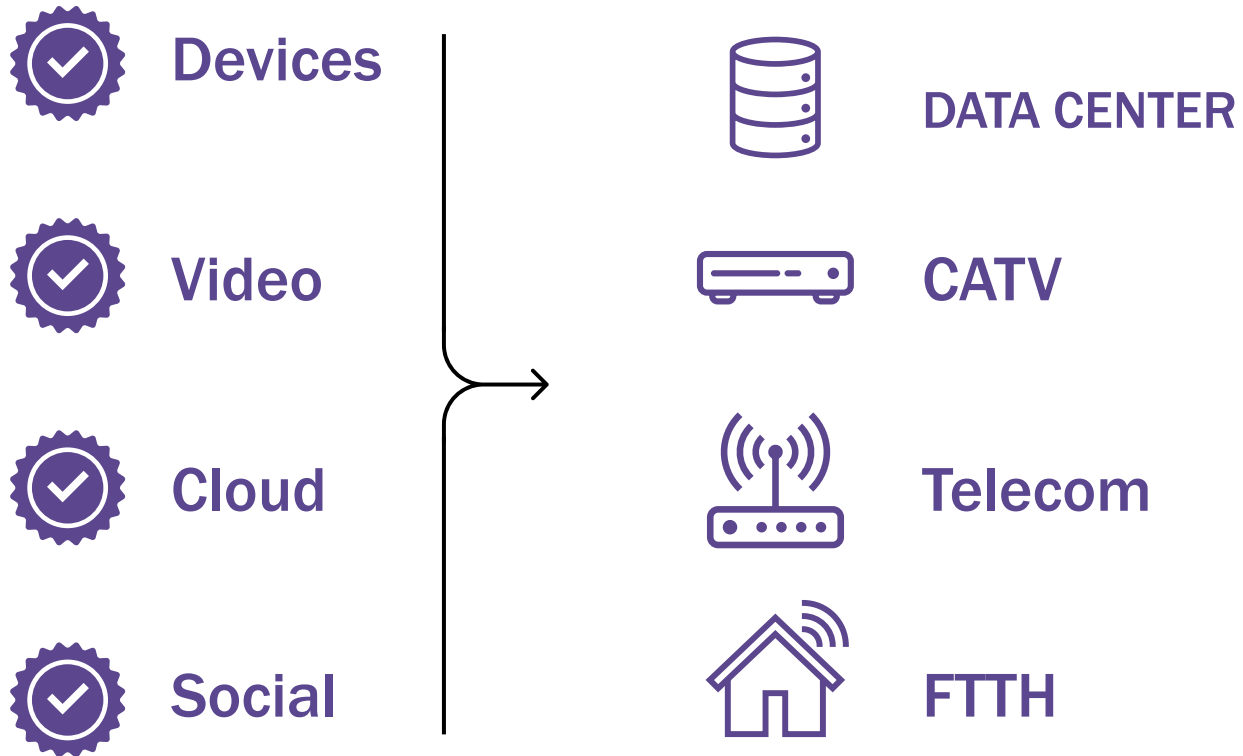 Devices
Video
Cloud
Social
DATA CENTER
CATV
Telecom
FTTH